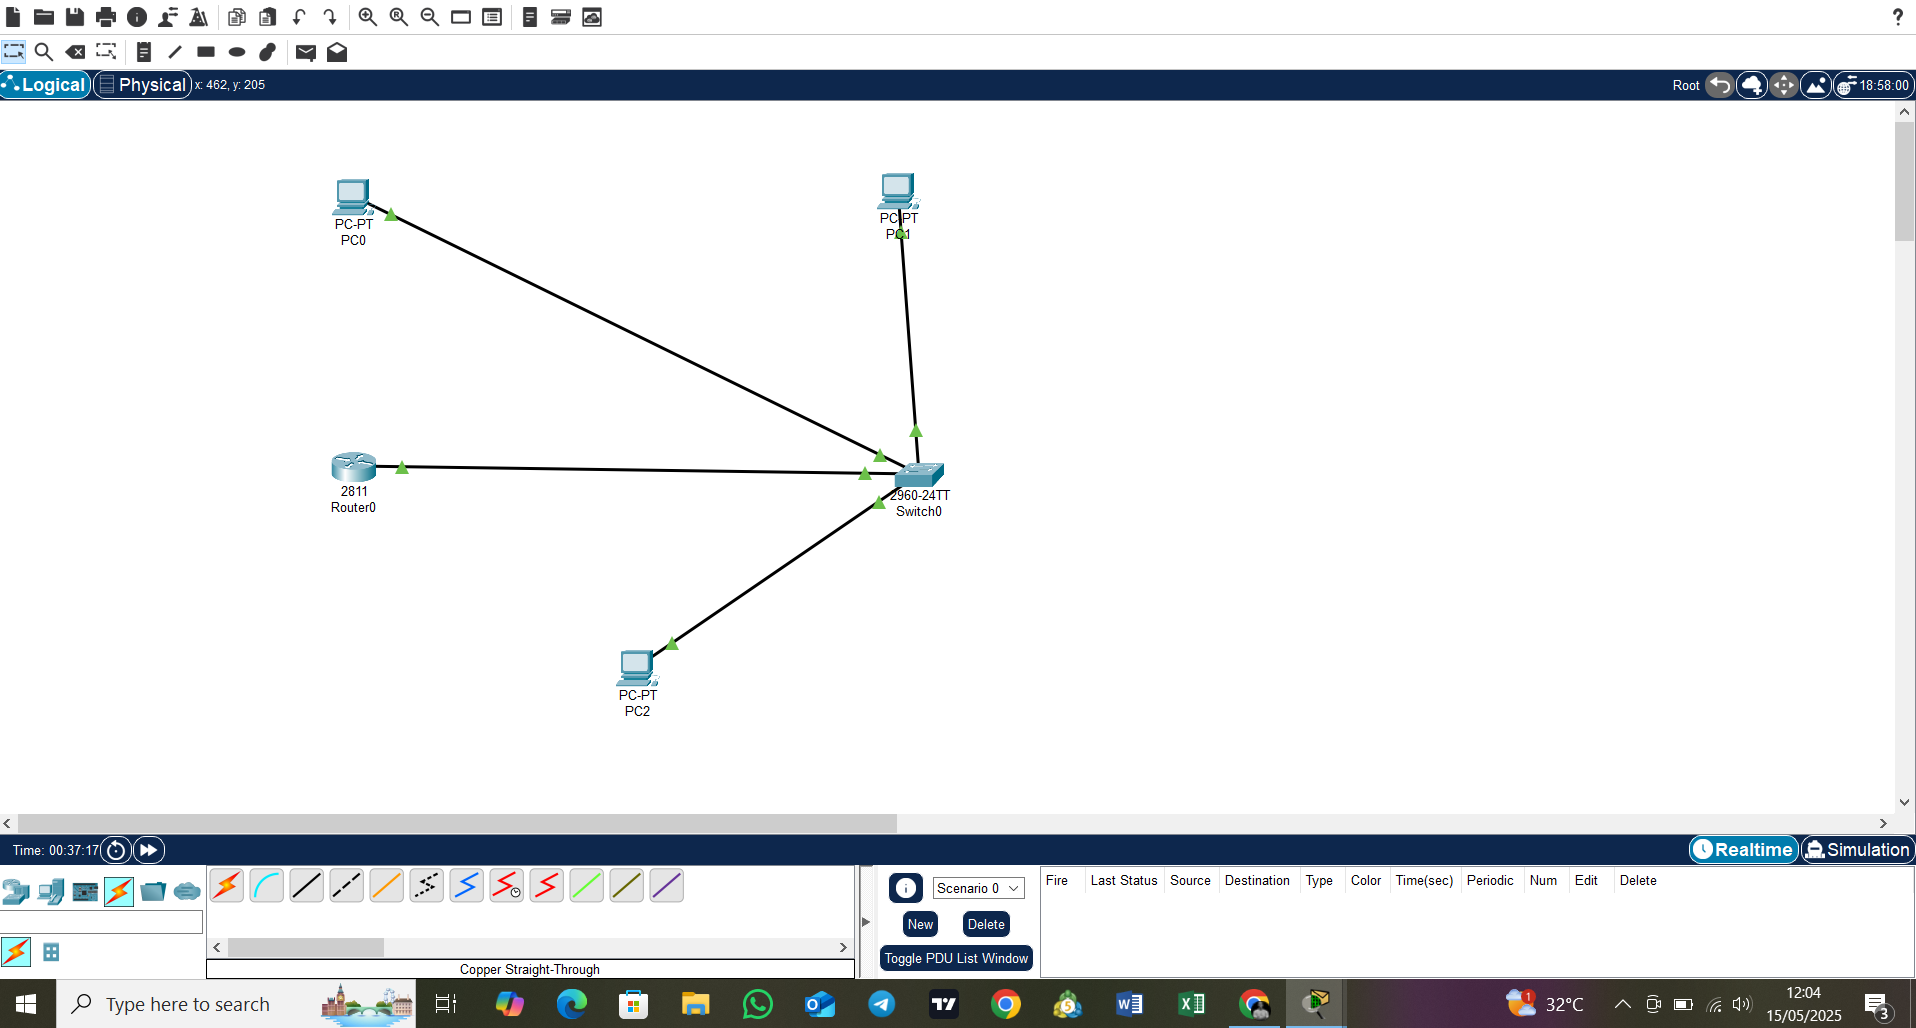 ?
Logical
Physical
x: 462, y: 205
Root
18:58:00
PC-PT
PC0
PC-PT
PC1
2811
Router0
2960-24TT
Switch0
PC-PT
PC2
Time: 00:37:17
Realtime
Simulation
Scenario 0
New
Delete
Toggle PDU List Window
Fire Last Status Source Destination Type Color Time(sec) Periodic Num Edit Delete
Copper Straight-Through
Type here to search
1
32°C
12:04
15/05/2025
3